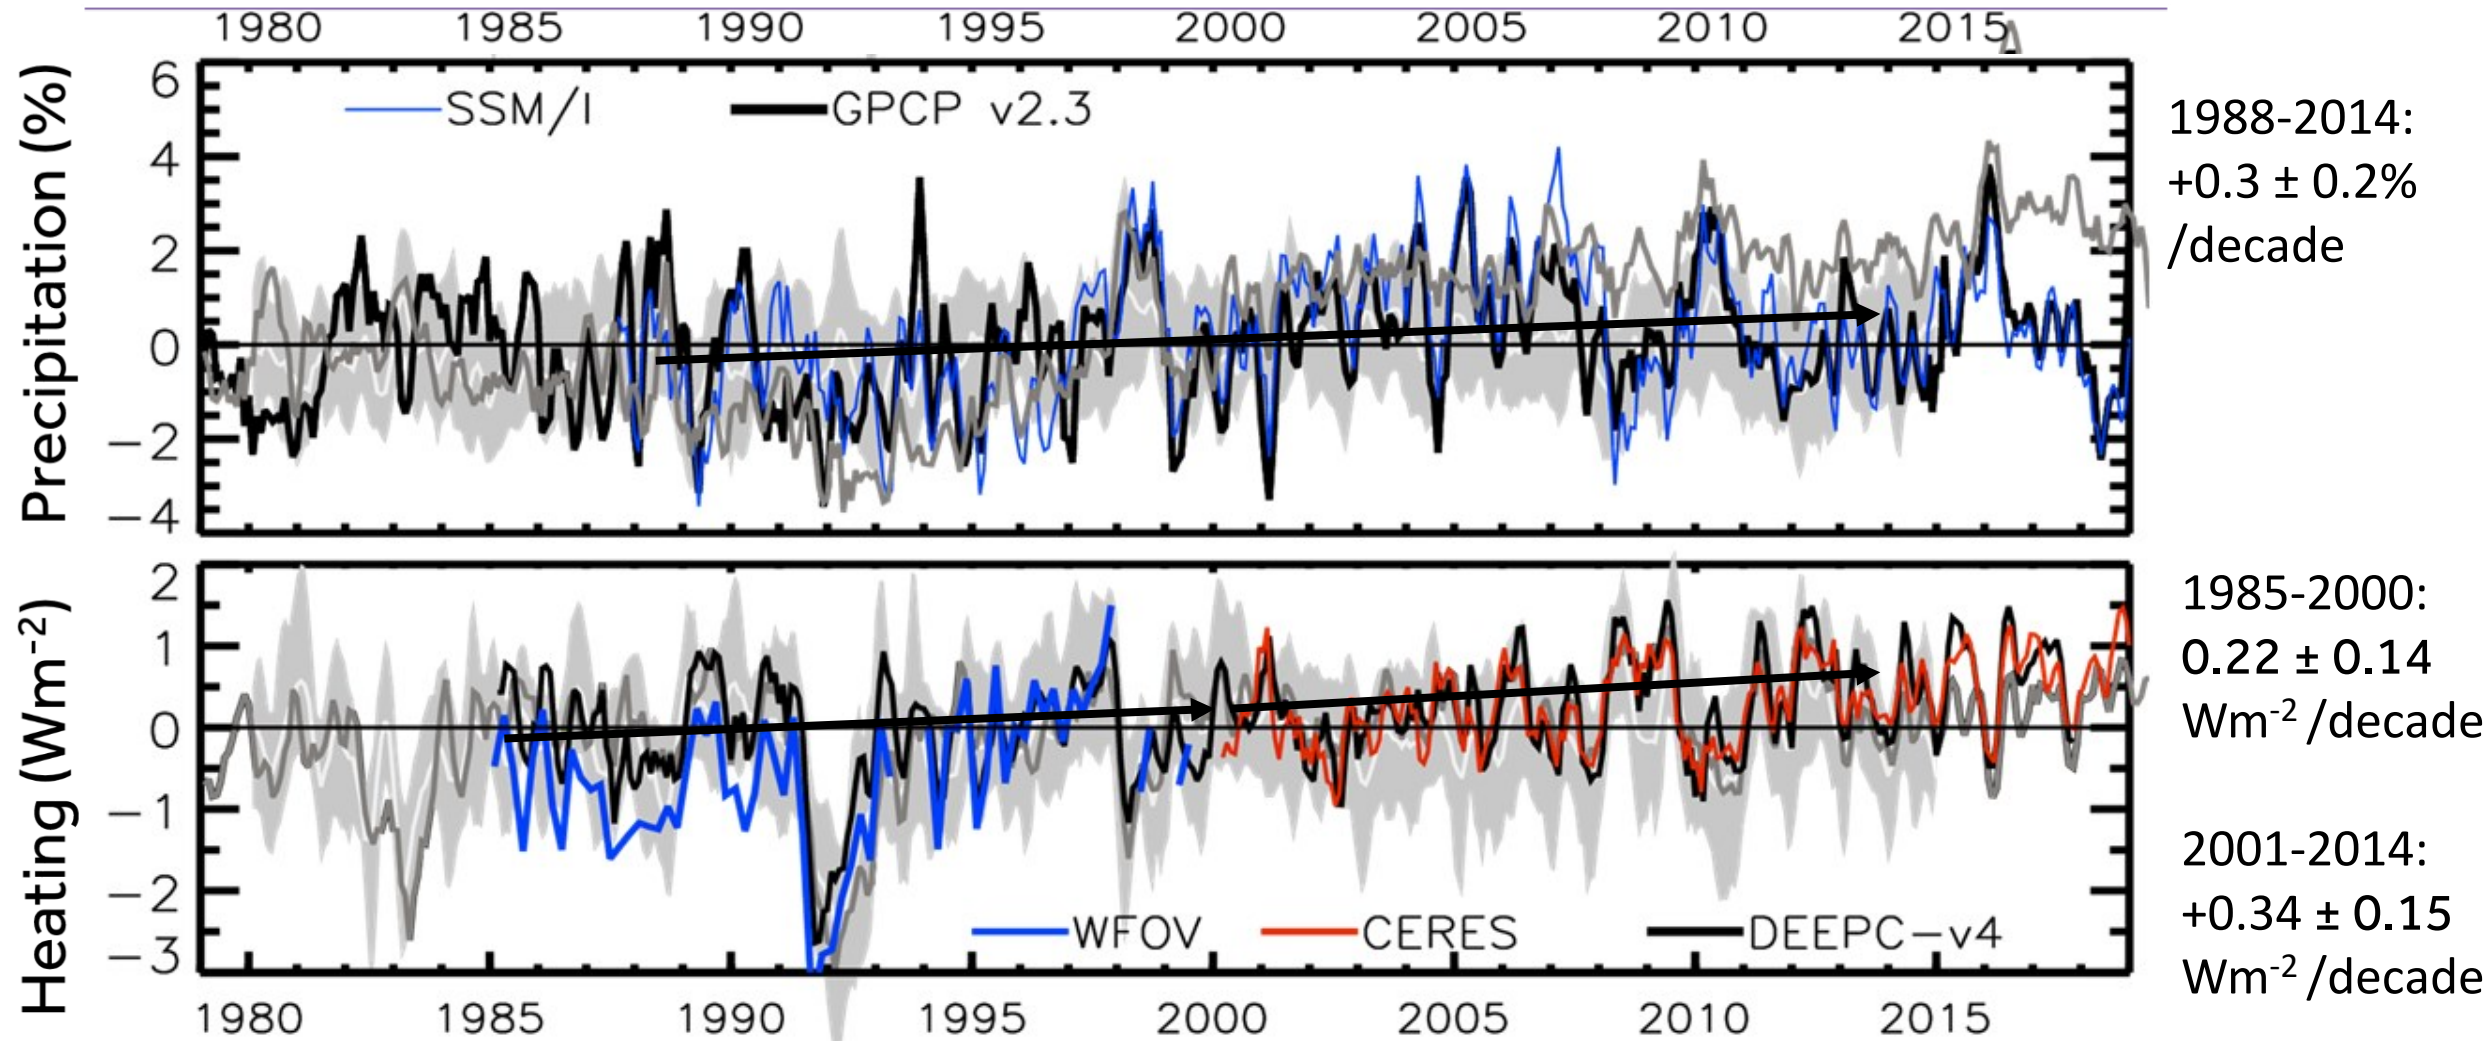 1980 1985 1990 1995 2000 2005 2010 2015
Precipitation (%)
6
4
2
0
−2
−4
SSM/I GPCP v2.3
1988-2014:
+0.3 ± 0.2%
/decade
Heating (Wm⁻²)
2
1
0
−1
−2
−3
WFOV CERES DEEPC−v4
1980 1985 1990 1995 2000 2005 2010 2015
1985-2000:
0.22 ± 0.14
Wm⁻² /decade
2001-2014:
+0.34 ± 0.15
Wm⁻² /decade